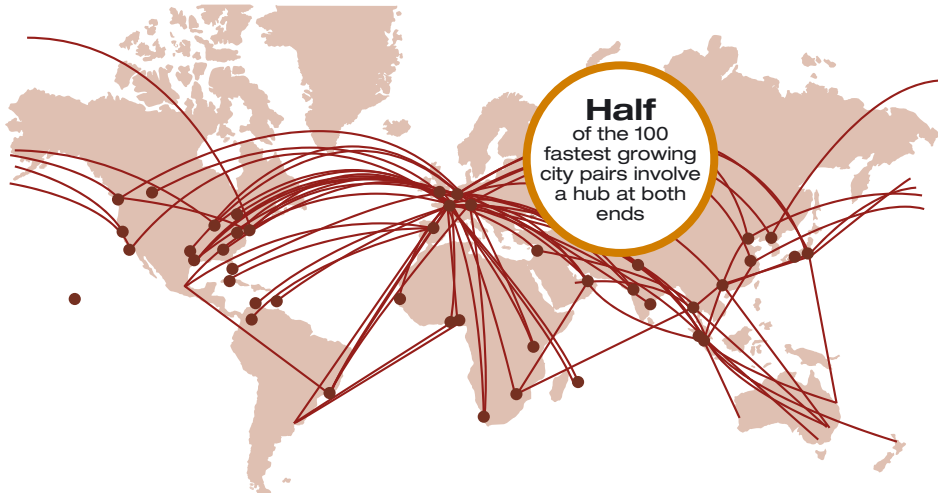 Half
of the 100
fastest growing
city pairs involve
a hub at both
ends